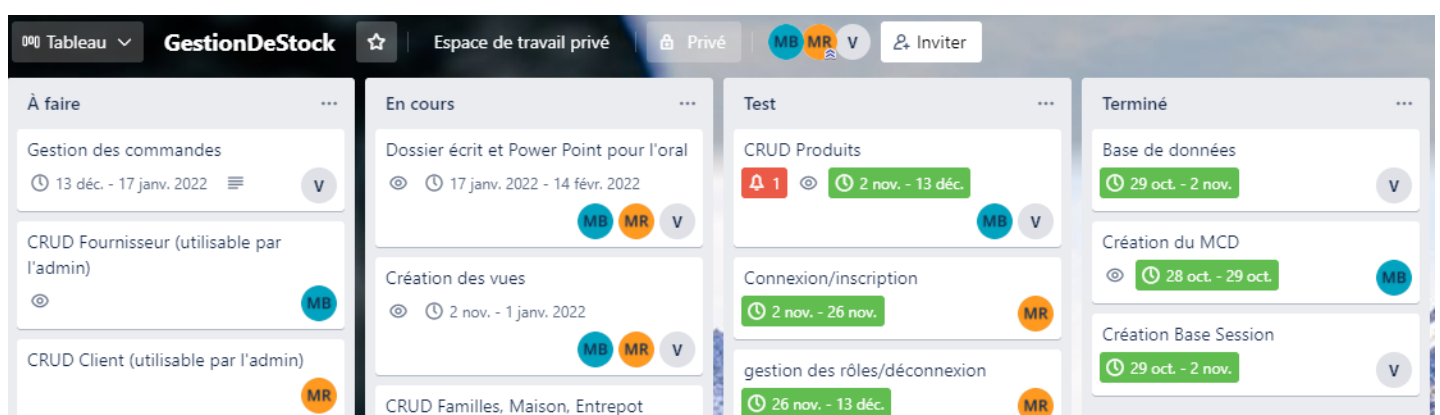 Tableau GestionDeStock Espace de travail privé Privé MB MR V Inviter
À faire
Gestion des commandes
13 déc. - 17 janv. 2022 V
CRUD Fournisseur (utilisable par
l'admin)
MB
CRUD Client (utilisable par l'admin)
MR
En cours
Dossier écrit et Power Point pour l'oral
17 janv. 2022 - 14 févr. 2022
MB MR V
Création des vues
2 nov. - 1 janv. 2022
MB MR V
CRUD Familles, Maison, Entrepot
Test
CRUD Produits
1 2 nov. - 13 déc.
MB V
Connexion/inscription
2 nov. - 26 nov. MR
gestion des rôles/déconnexion
26 nov. - 13 déc. MR
Terminé
Base de données
29 oct. - 2 nov. V
Création du MCD
28 oct. - 29 oct. MB
Création Base Session
29 oct. - 2 nov. V